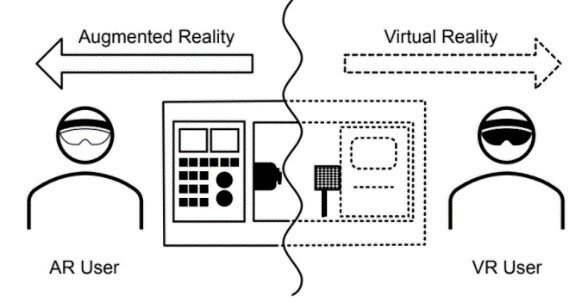 Augmented Reality
Virtual Reality
AR User
VR User